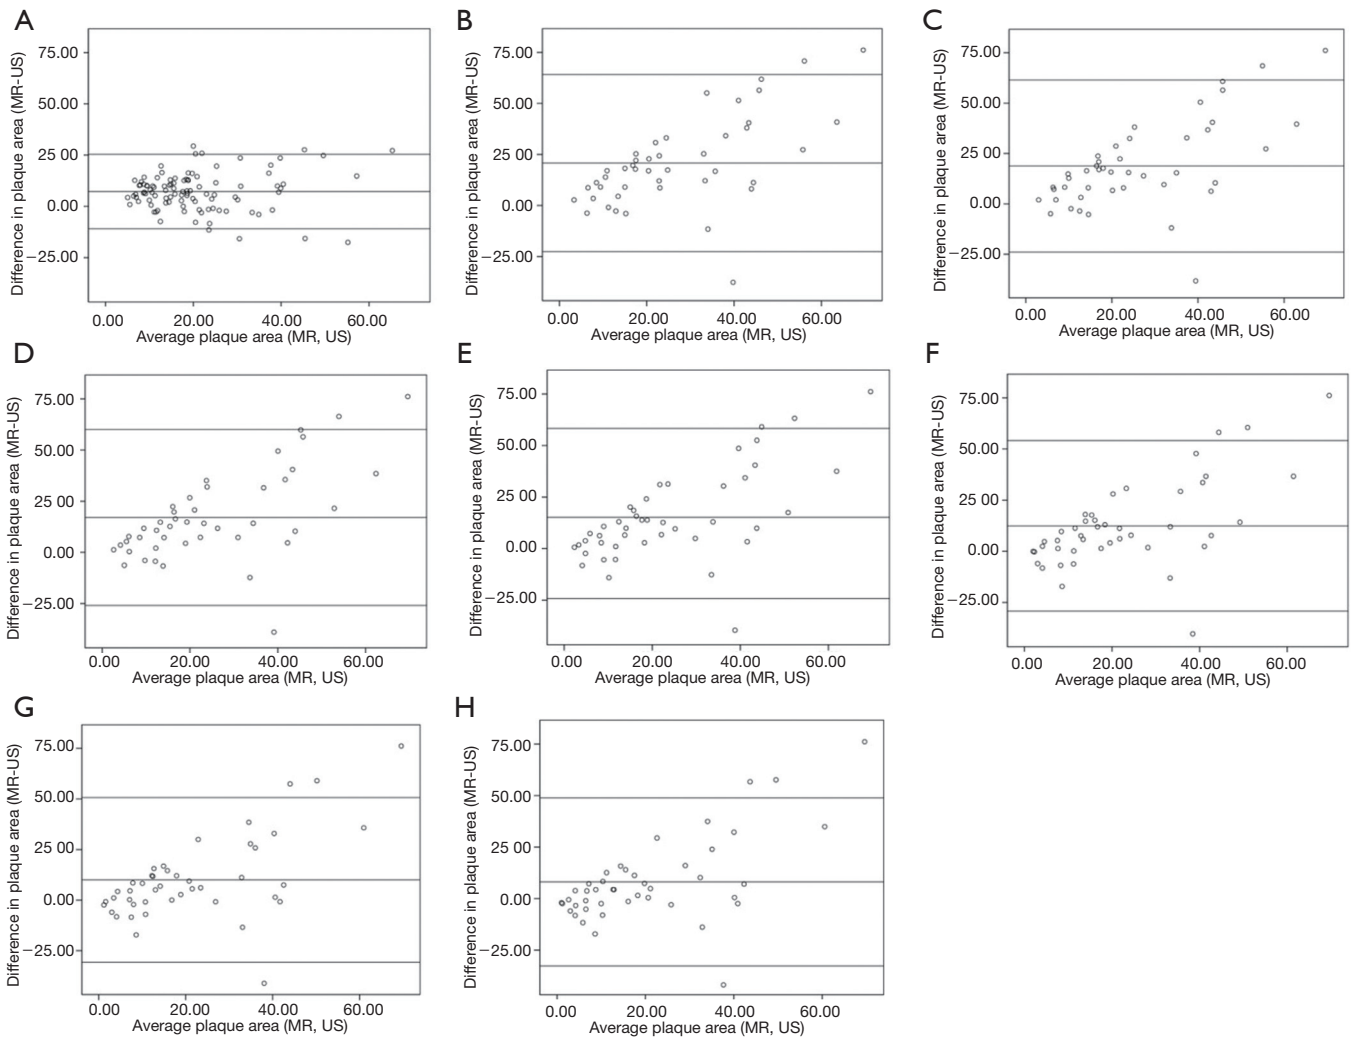 A
B
C
Difference in plaque area (MR-US)
75.00
50.00
25 00
0.00
−25.00
0.00 20.00 40.00 60.00
Average plaque area (MR, US)
Difference in plaque area (MR-US)
75.00
50.00
25 00
0.00
−25.00
0.00 20.00 40.00 60.00
Average plaque area (MR, US)
Difference in plaque area (MR-US)
75.00
50.00
25 00
0.00
−25.00
0.00 20.00 40.00 60.00
Average plaque area (MR, US)
D
E
F
Difference in plaque area (MR-US)
75.00
50.00
25 00
0.00
−25.00
0.00 20.00 40.00 60.00
Average plaque area (MR, US)
Difference in plaque area (MR-US)
75.00
50.00
25 00
0.00
−25.00
0.00 20.00 40.00 60.00
Average plaque area (MR, US)
Difference in plaque area (MR-US)
75.00
50.00
25 00
0.00
−25.00
0.00 20.00 40.00 60.00
Average plaque area (MR, US)
G
H
Difference in plaque area (MR-US)
75.00
50.00
25 00
0.00
−25.00
0.00 20.00 40.00 60.00
Average plaque area (MR, US)
Difference in plaque area (MR-US)
75.00
50.00
25 00
0.00
−25.00
0.00 20.00 40.00 60.00
Average plaque area (MR, US)